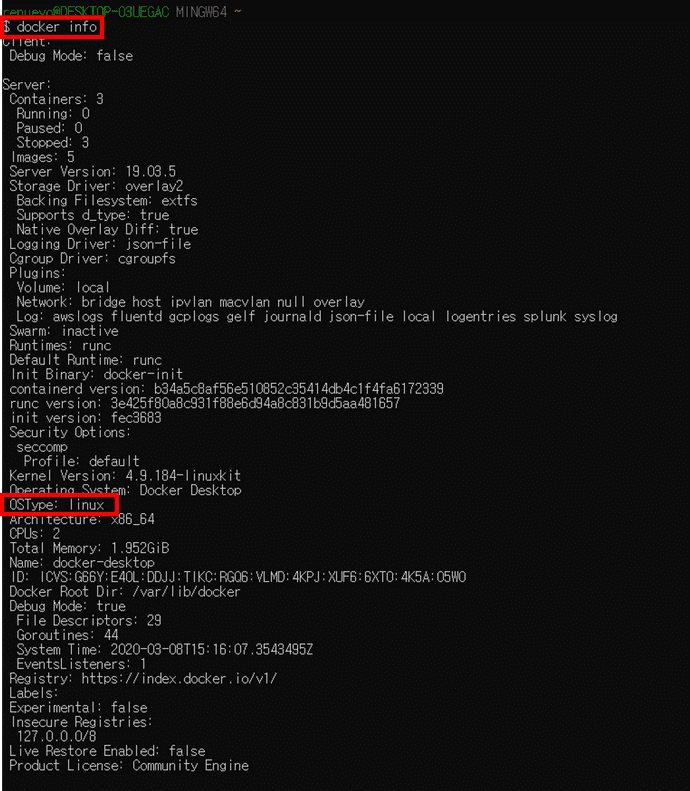 renuevo@DESKTOP-03UEGAC MINGW64 ~
$ docker info
Client:
 Debug Mode: false

Server:
 Containers: 3
  Running: 0
  Paused: 0
  Stopped: 3
 Images: 5
 Server Version: 19.03.5
 Storage Driver: overlay2
  Backing Filesystem: extfs
  Supports d_type: true
  Native Overlay Diff: true
 Logging Driver: json-file
 Cgroup Driver: cgroupfs
 Plugins:
  Volume: local
  Network: bridge host ipvlan macvlan null overlay
  Log: awslogs fluentd gcplogs gelf journald json-file local logentries splunk syslog
 Swarm: inactive
 Runtimes: runc
 Default Runtime: runc
 Init Binary: docker-init
 containerd version: b34a5c8af56e510852c35414db4c1f4fa6172339
 runc version: 3e425f80a8c931f88e6d94a8c831b9d5aa481657
 init version: fec3683
 Security Options:
  seccomp
   Profile: default
 Kernel Version: 4.9.184-linuxkit
 Operating System: Docker Desktop
 OSType: linux
 Architecture: x86_64
 CPUs: 2
 Total Memory: 1.952GiB
 Name: docker-desktop
 ID: ICVS:G66Y:E4OL:DDJJ:TIKC:RGQ6:VLMD:4KPJ:XUF6:6XTO:4K5A:O5WO
 Docker Root Dir: /var/lib/docker
 Debug Mode: true
  File Descriptors: 29
  Goroutines: 44
  System Time: 2020-03-08T15:16:07.3543495Z
  EventsListeners: 1
 Registry: https://index.docker.io/v1/
 Labels:
 Experimental: false
 Insecure Registries:
  127.0.0.0/8
 Live Restore Enabled: false
 Product License: Community Engine